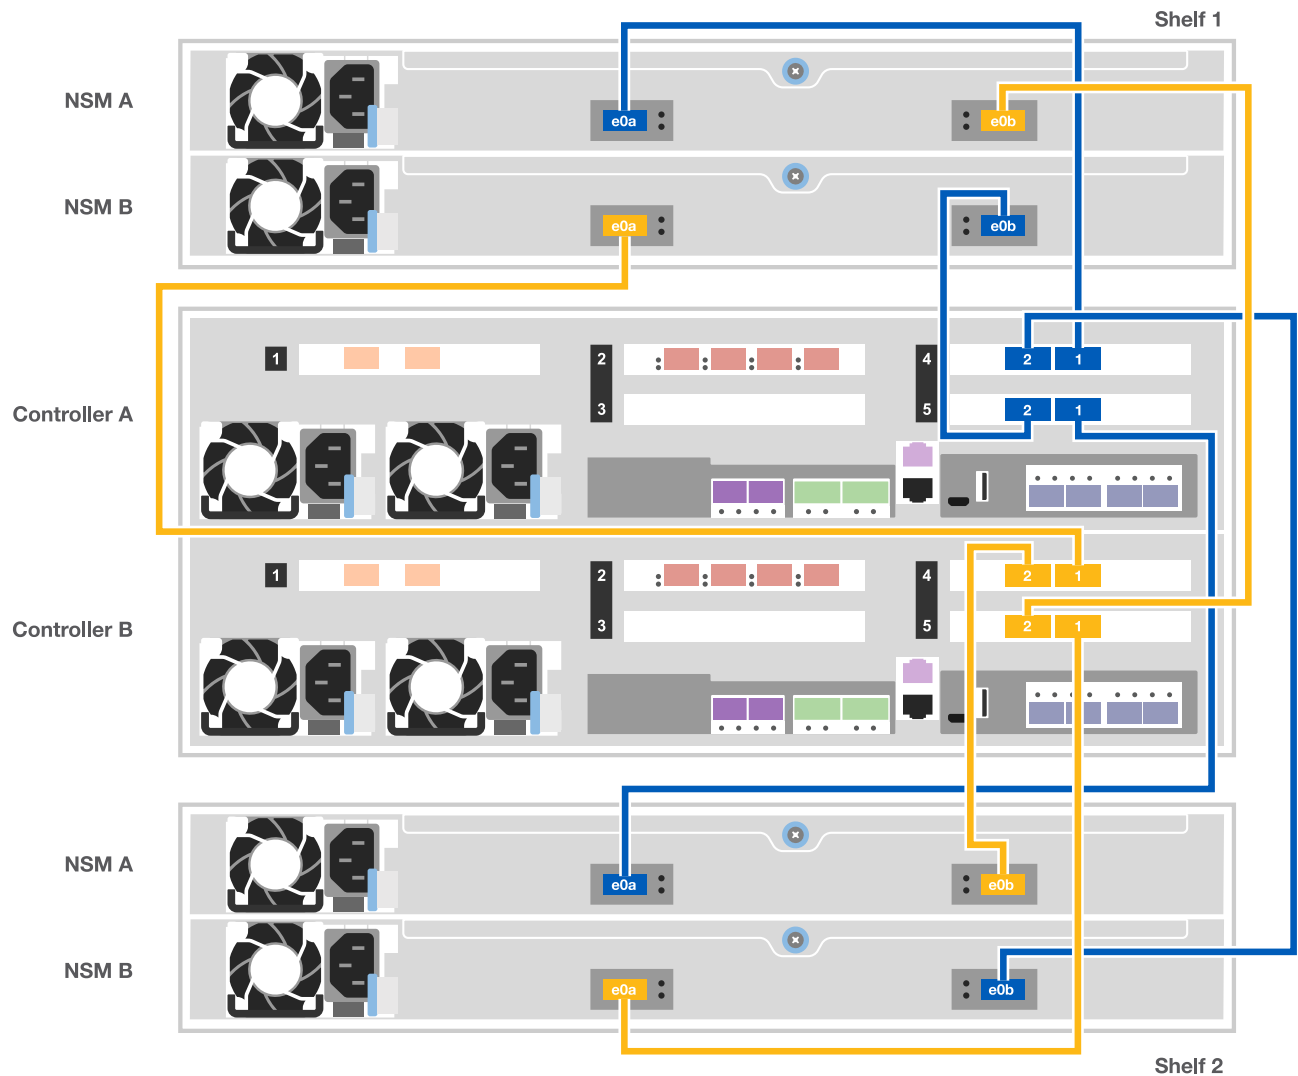 Shelf 1
NSM A
e0a
e0b
NSM B
e0a
e0b
1
2
4
2
1
3
5
2
1
Controller A
1
2
4
2
1
3
5
2
1
Controller B
NSM A
e0a
e0b
NSM B
e0a
e0b
Shelf 2